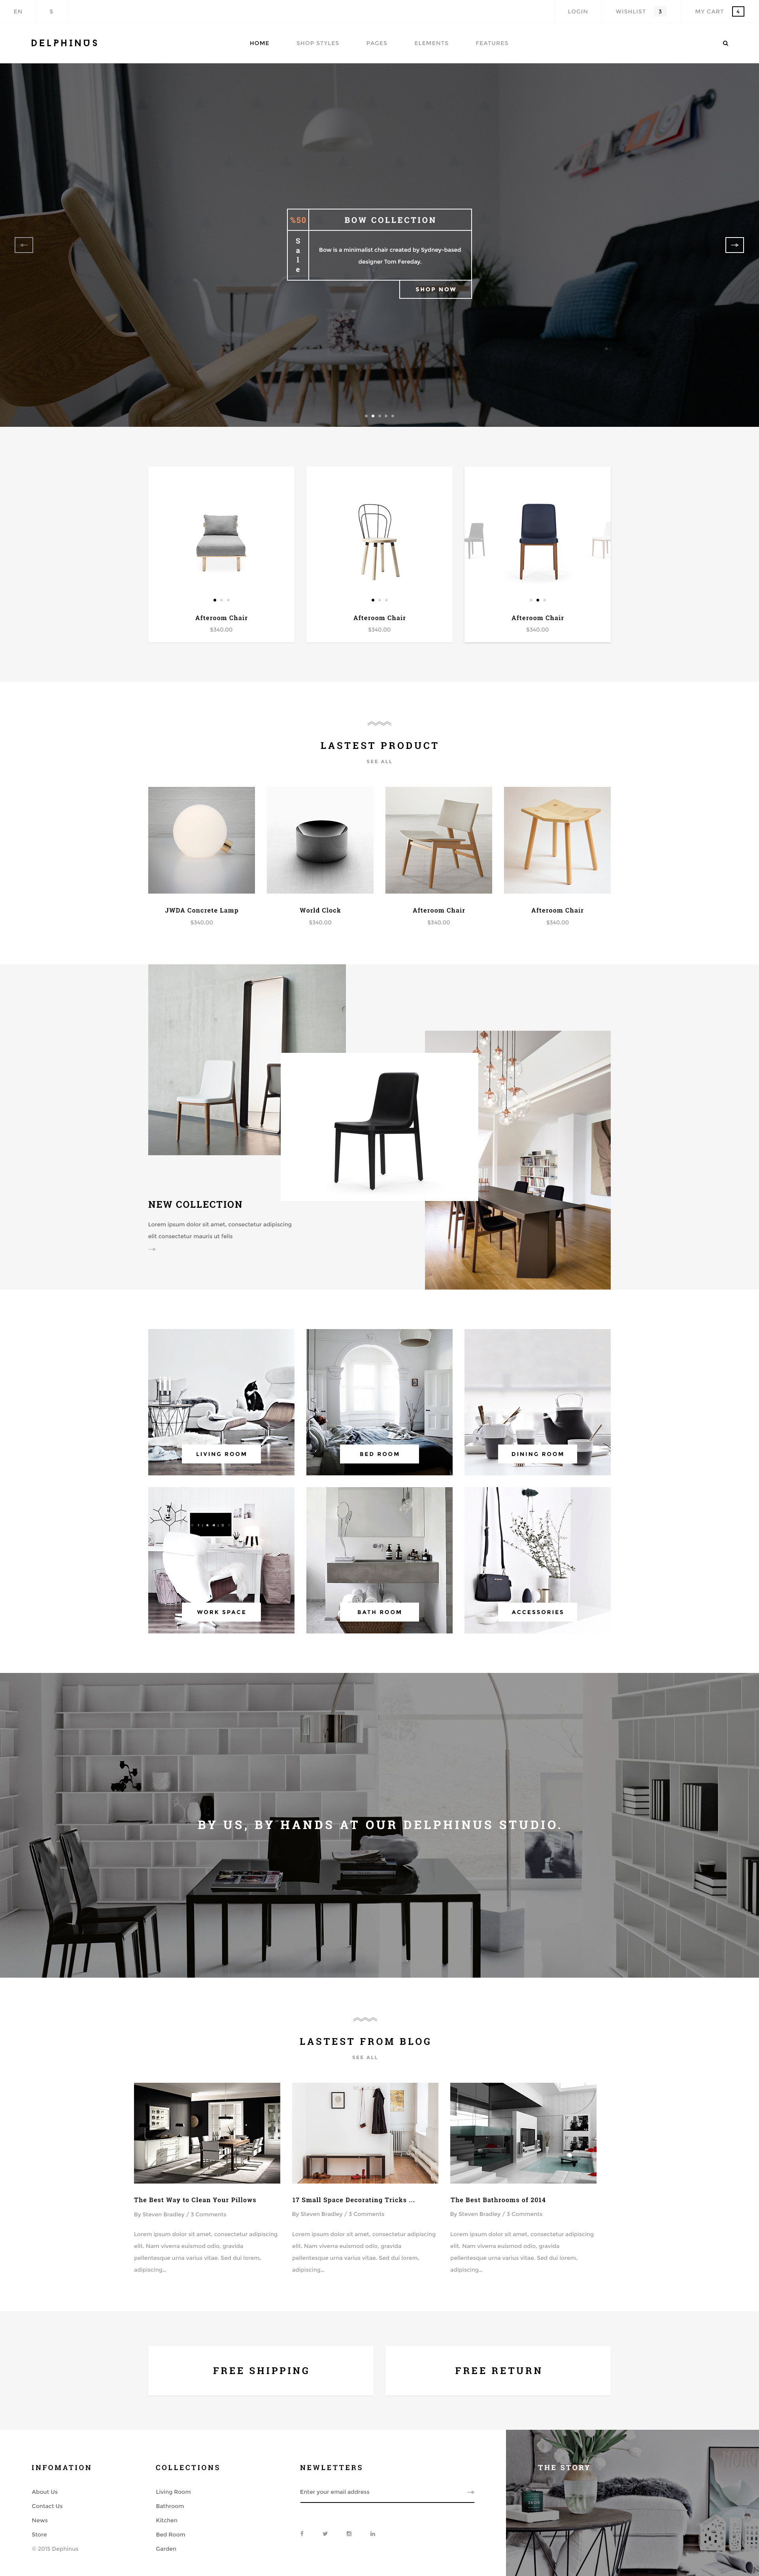 EN $ LOGIN WISHLIST 3 MY CART 4
DELPHINUS HOME SHOP STYLES PAGES ELEMENTS FEATURES
%50 BOW COLLECTION
Sale
Bow is a minimalist chair created by Sydney-based
designer Tom Fereday.
SHOP NOW
Afteroom Chair
$340.00
Afteroom Chair
$340.00
Afteroom Chair
$340.00
LASTEST PRODUCT
SEE ALL
JWDA Concrete Lamp
$340.00
World Clock
$340.00
Afteroom Chair
$340.00
Afteroom Chair
$340.00
NEW COLLECTION
Lorem ipsum dolor sit amet, consectetur adipiscing
elit consectetur mauris ut felis
LIVING ROOM
BED ROOM
DINING ROOM
WORK SPACE
BATH ROOM
ACCESSORIES
BY US, BY HANDS AT OUR DELPHINUS STUDIO.
LASTEST FROM BLOG
SEE ALL
The Best Way to Clean Your Pillows
By Steven Bradley / 3 Comments
Lorem ipsum dolor sit amet, consectetur adipiscing
elit. Nam viverra euismod odio, gravida
pellentesque urna varius vitae. Sed dui lorem,
adipiscing...
17 Small Space Decorating Tricks ...
By Steven Bradley / 3 Comments
Lorem ipsum dolor sit amet, consectetur adipiscing
elit. Nam viverra euismod odio, gravida
pellentesque urna varius vitae. Sed dui lorem,
adipiscing...
The Best Bathrooms of 2014
By Steven Bradley / 3 Comments
Lorem ipsum dolor sit amet, consectetur adipiscing
elit. Nam viverra euismod odio, gravida
pellentesque urna varius vitae. Sed dui lorem,
adipiscing...
FREE SHIPPING
FREE RETURN
INFOMATION
About Us
Contact Us
News
Store
© 2015 Dephinus
COLLECTIONS
Living Room
Bathroom
Kitchen
Bed Room
Garden
NEWLETTERS
Enter your email address
THE STORY